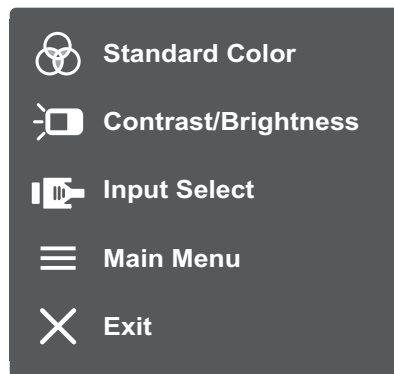 Standard Color
Contrast/Brightness
Input Select
Main Menu
Exit